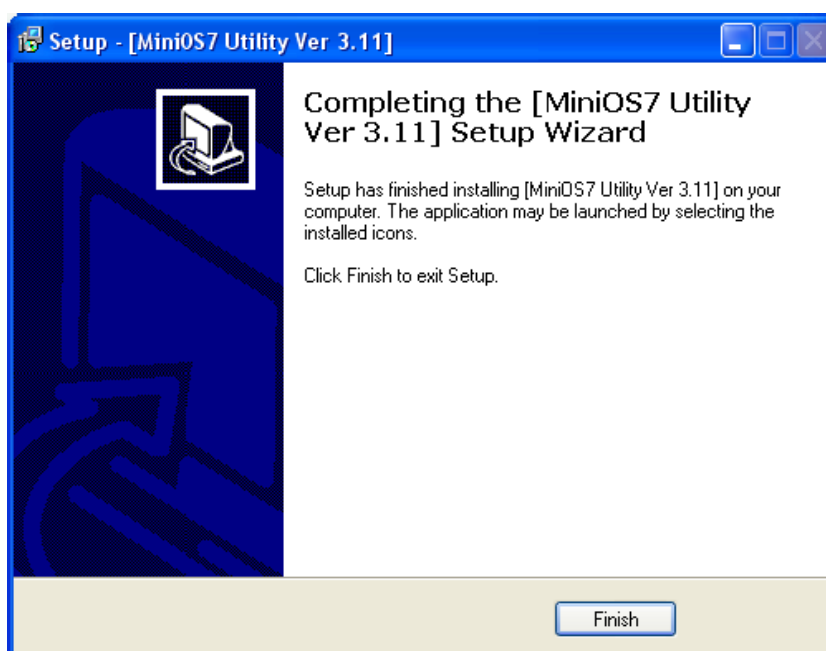 Setup - [MiniOS7 Utility Ver 3.11]
Completing the [MiniOS7 Utility
Ver 3.11] Setup Wizard
Setup has finished installing [MiniOS7 Utility Ver 3.11] on your
computer. The application may be launched by selecting the
installed icons.
Click Finish to exit Setup.
Finish